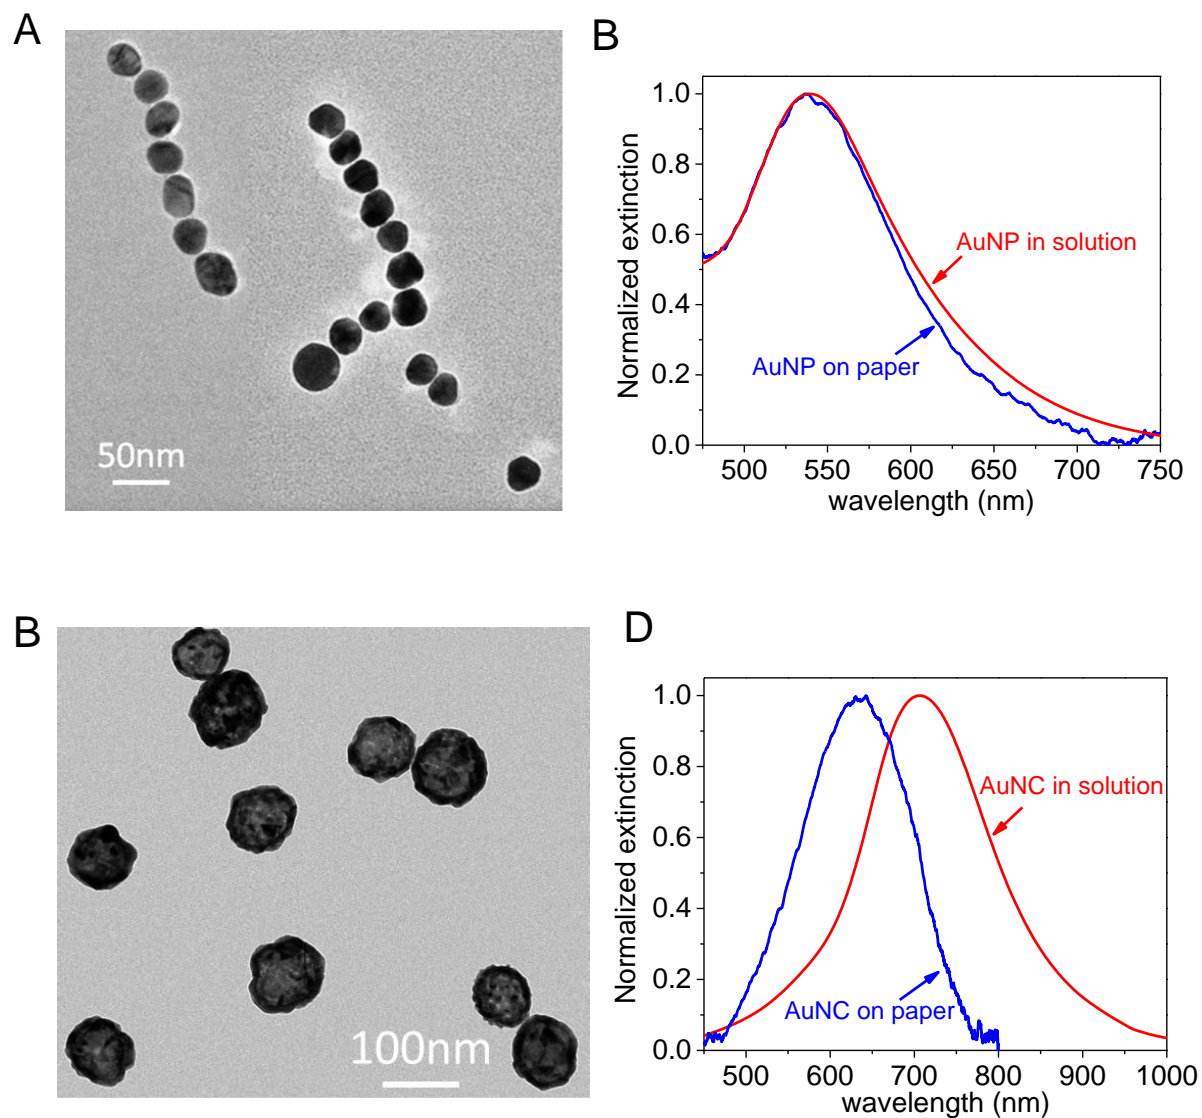 A
50nm
B
Normalized extinction
1.0
0.8
0.6
0.4
0.2
0.0
AuNP in solution
AuNP on paper
500 550 600 650 700 750
wavelength (nm)
B
100nm
D
Normalized extinction
1.0
0.8
0.6
0.4
0.2
0.0
AuNC in solution
AuNC on paper
500 600 700 800 900 1000
wavelength (nm)